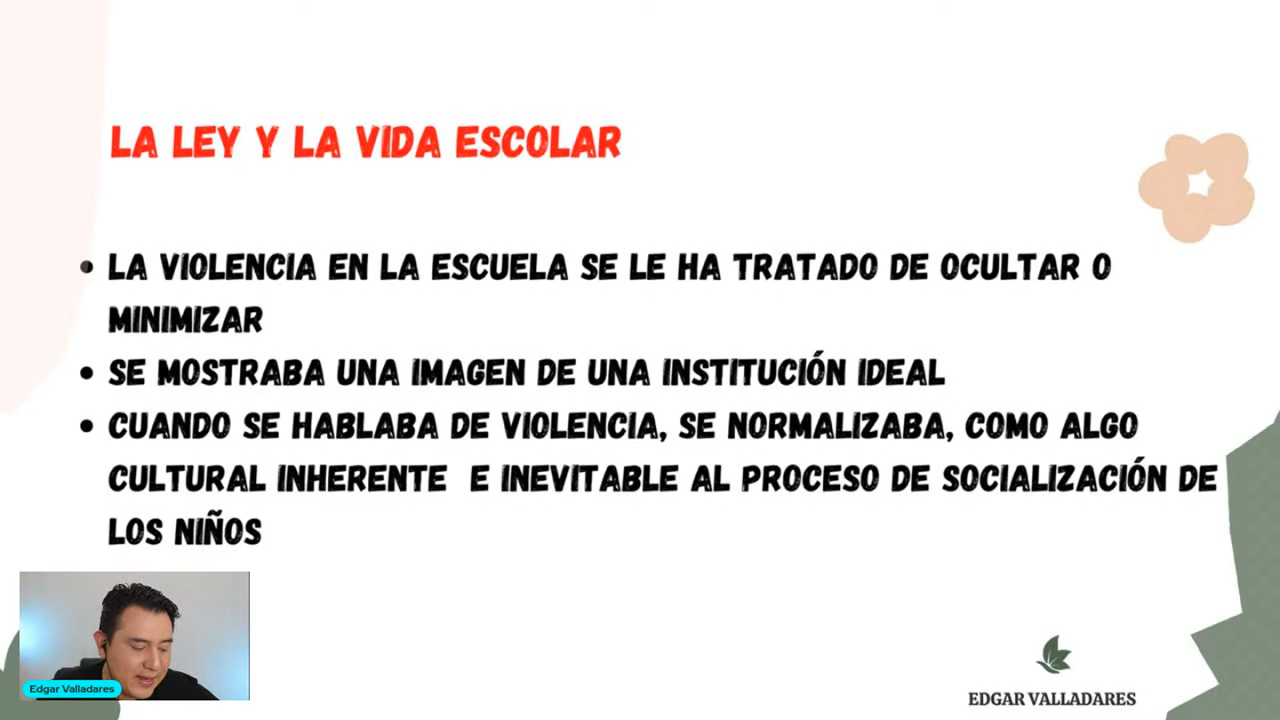 LA LEY Y LA VIDA ESCOLAR
• LA VIOLENCIA EN LA ESCUELA SE LE HA TRATADO DE OCULTAR O
MINIMIZAR
• SE MOSTRABA UNA IMAGEN DE UNA INSTITUCIÓN IDEAL
• CUANDO SE HABLABA DE VIOLENCIA, SE NORMALIZABA, COMO ALGO
CULTURAL INHERENTE E INEVITABLE AL PROCESO DE SOCIALIZACIÓN DE
LOS NIÑOS
Edgar Valladares
EDGAR VALLADARES